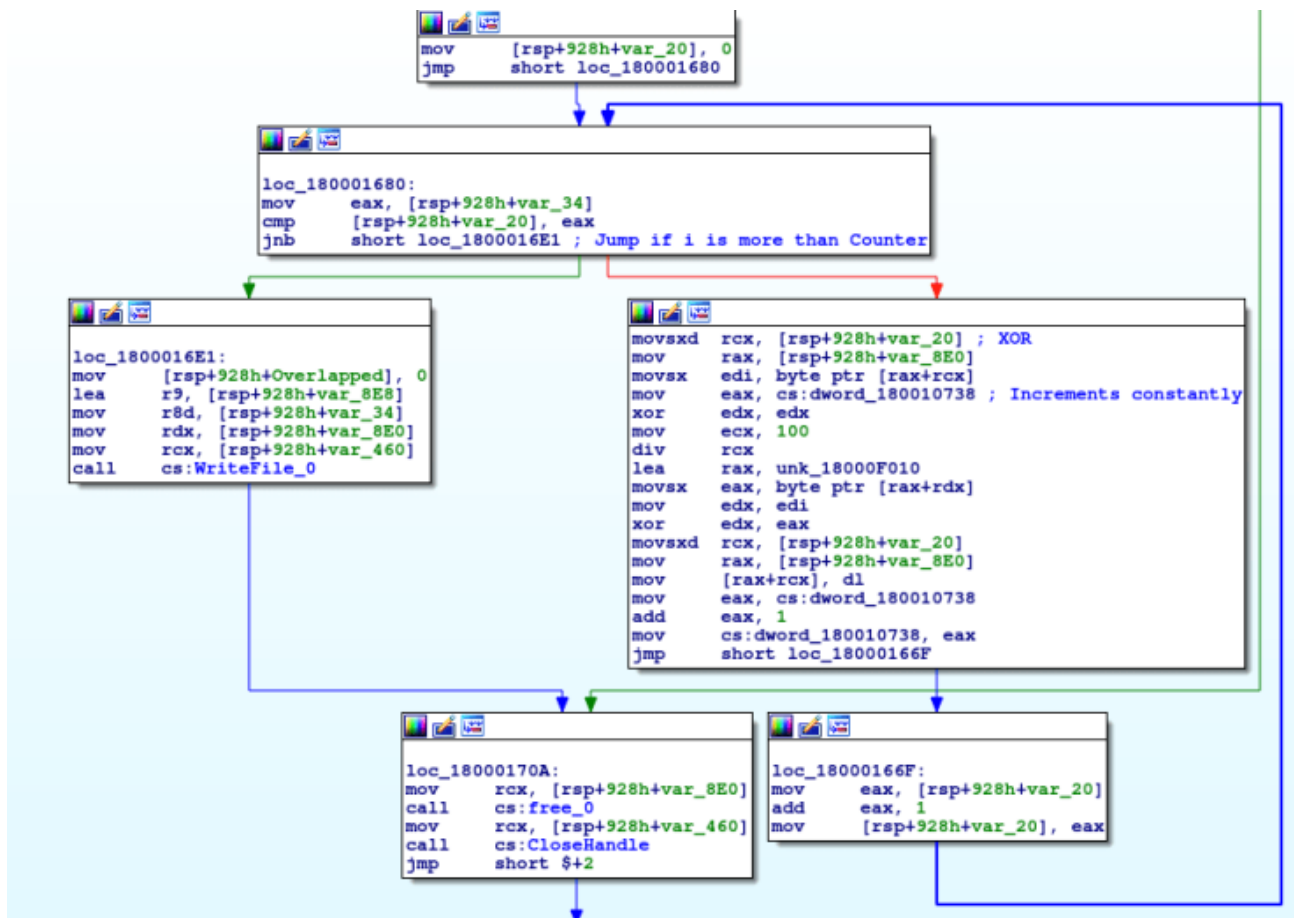 mov [rsp+928h+var_20], 0
jmp short loc_180001680
loc_180001680:
mov eax, [rsp+928h+var_34]
cmp [rsp+928h+var_20], eax
jnb short loc_1800016E1 ; Jump if i is more than Counter
loc_1800016E1:
mov [rsp+928h+Overlapped], 0
lea r9, [rsp+928h+var_8E8]
mov r8d, [rsp+928h+var_34]
mov rdx, [rsp+928h+var_8E0]
mov rcx, [rsp+928h+var_460]
call cs:WriteFile_0
movsxd rcx, [rsp+928h+var_20] ; XOR
mov rax, [rsp+928h+var_8E0]
movsx edi, byte ptr [rax+rcx]
mov eax, cs:dword_180010738 ; Increments constantly
xor edx, edx
mov ecx, 100
div rcx
lea rax, unk_18000F010
movsx eax, byte ptr [rax+rdx]
mov edx, edi
xor edx, eax
movsxd rcx, [rsp+928h+var_20]
mov rax, [rsp+928h+var_8E0]
mov [rax+rcx], dl
mov eax, cs:dword_180010738
add eax, 1
mov cs:dword_180010738, eax
jmp short loc_18000166F
loc_18000170A:
mov rcx, [rsp+928h+var_8E0]
call cs:free_0
mov rcx, [rsp+928h+var_460]
call cs:CloseHandle
jmp short $+2
loc_18000166F:
mov eax, [rsp+928h+var_20]
add eax, 1
mov [rsp+928h+var_20], eax